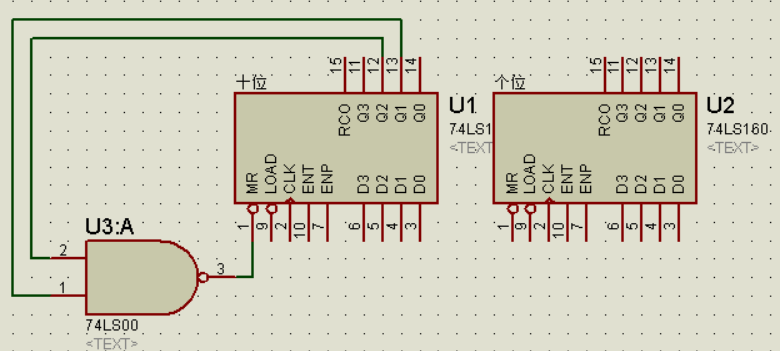 十位
个位
15 11 12 13 14
15 11 12 13 14
RCO Q3 Q2 Q1 Q0
RCO Q3 Q2 Q1 Q0
U1
74LS1
<TEXT
U2
74LS160
<TEXT>
MR LOAD CLK ENT ENP D3 D2 D1 D0
MR LOAD CLK ENT ENP D3 D2 D1 D0
1 9 2 10 7 6 5 4 3
1 9 2 10 7 6 5 4 3
U3:A
2
3
1
74LS00
<TEXT>